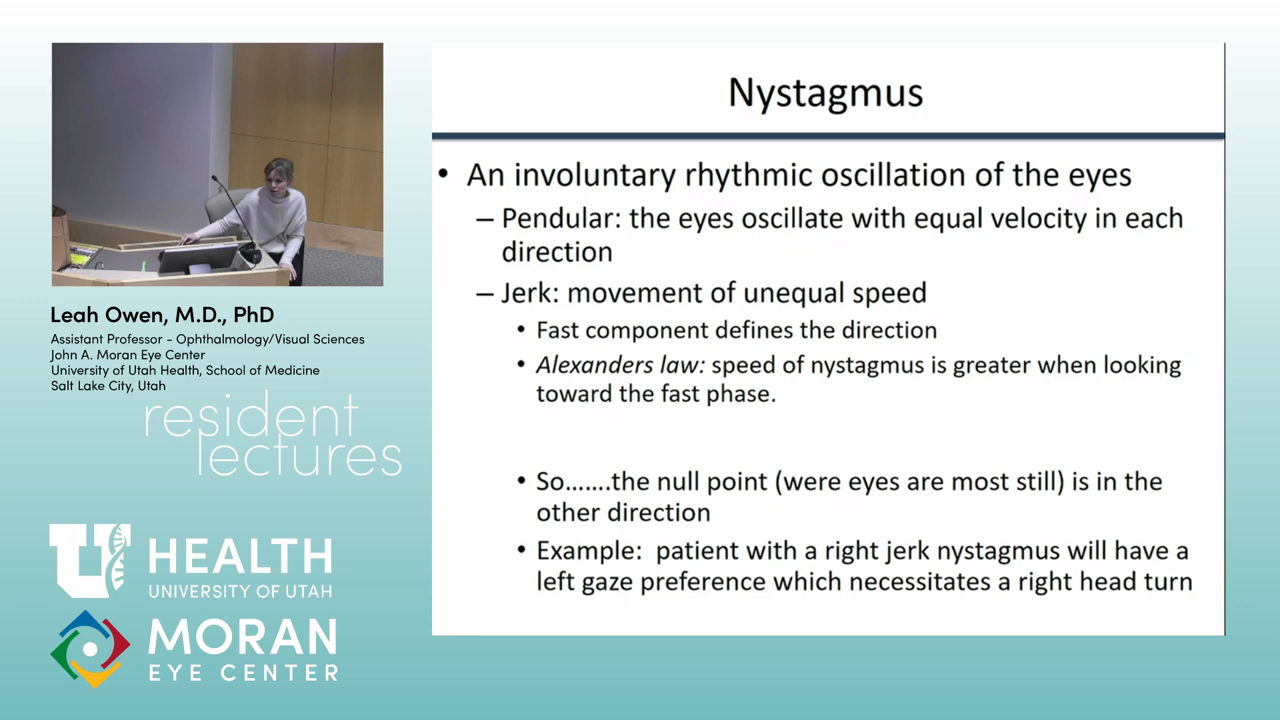 Nystagmus
• An involuntary rhythmic oscillation of the eyes
– Pendular: the eyes oscillate with equal velocity in each
direction
– Jerk: movement of unequal speed
• Fast component defines the direction
• Alexanders law: speed of nystagmus is greater when looking
toward the fast phase.
• So.......the null point (were eyes are most still) is in the
other direction
• Example: patient with a right jerk nystagmus will have a
left gaze preference which necessitates a right head turn
Leah Owen, M.D., PhD
Assistant Professor - Ophthalmology/Visual Sciences
John A. Moran Eye Center
University of Utah Health, School of Medicine
Salt Lake City, Utah
resident
lectures
U HEALTH
UNIVERSITY OF UTAH
MORAN
EYE CENTER